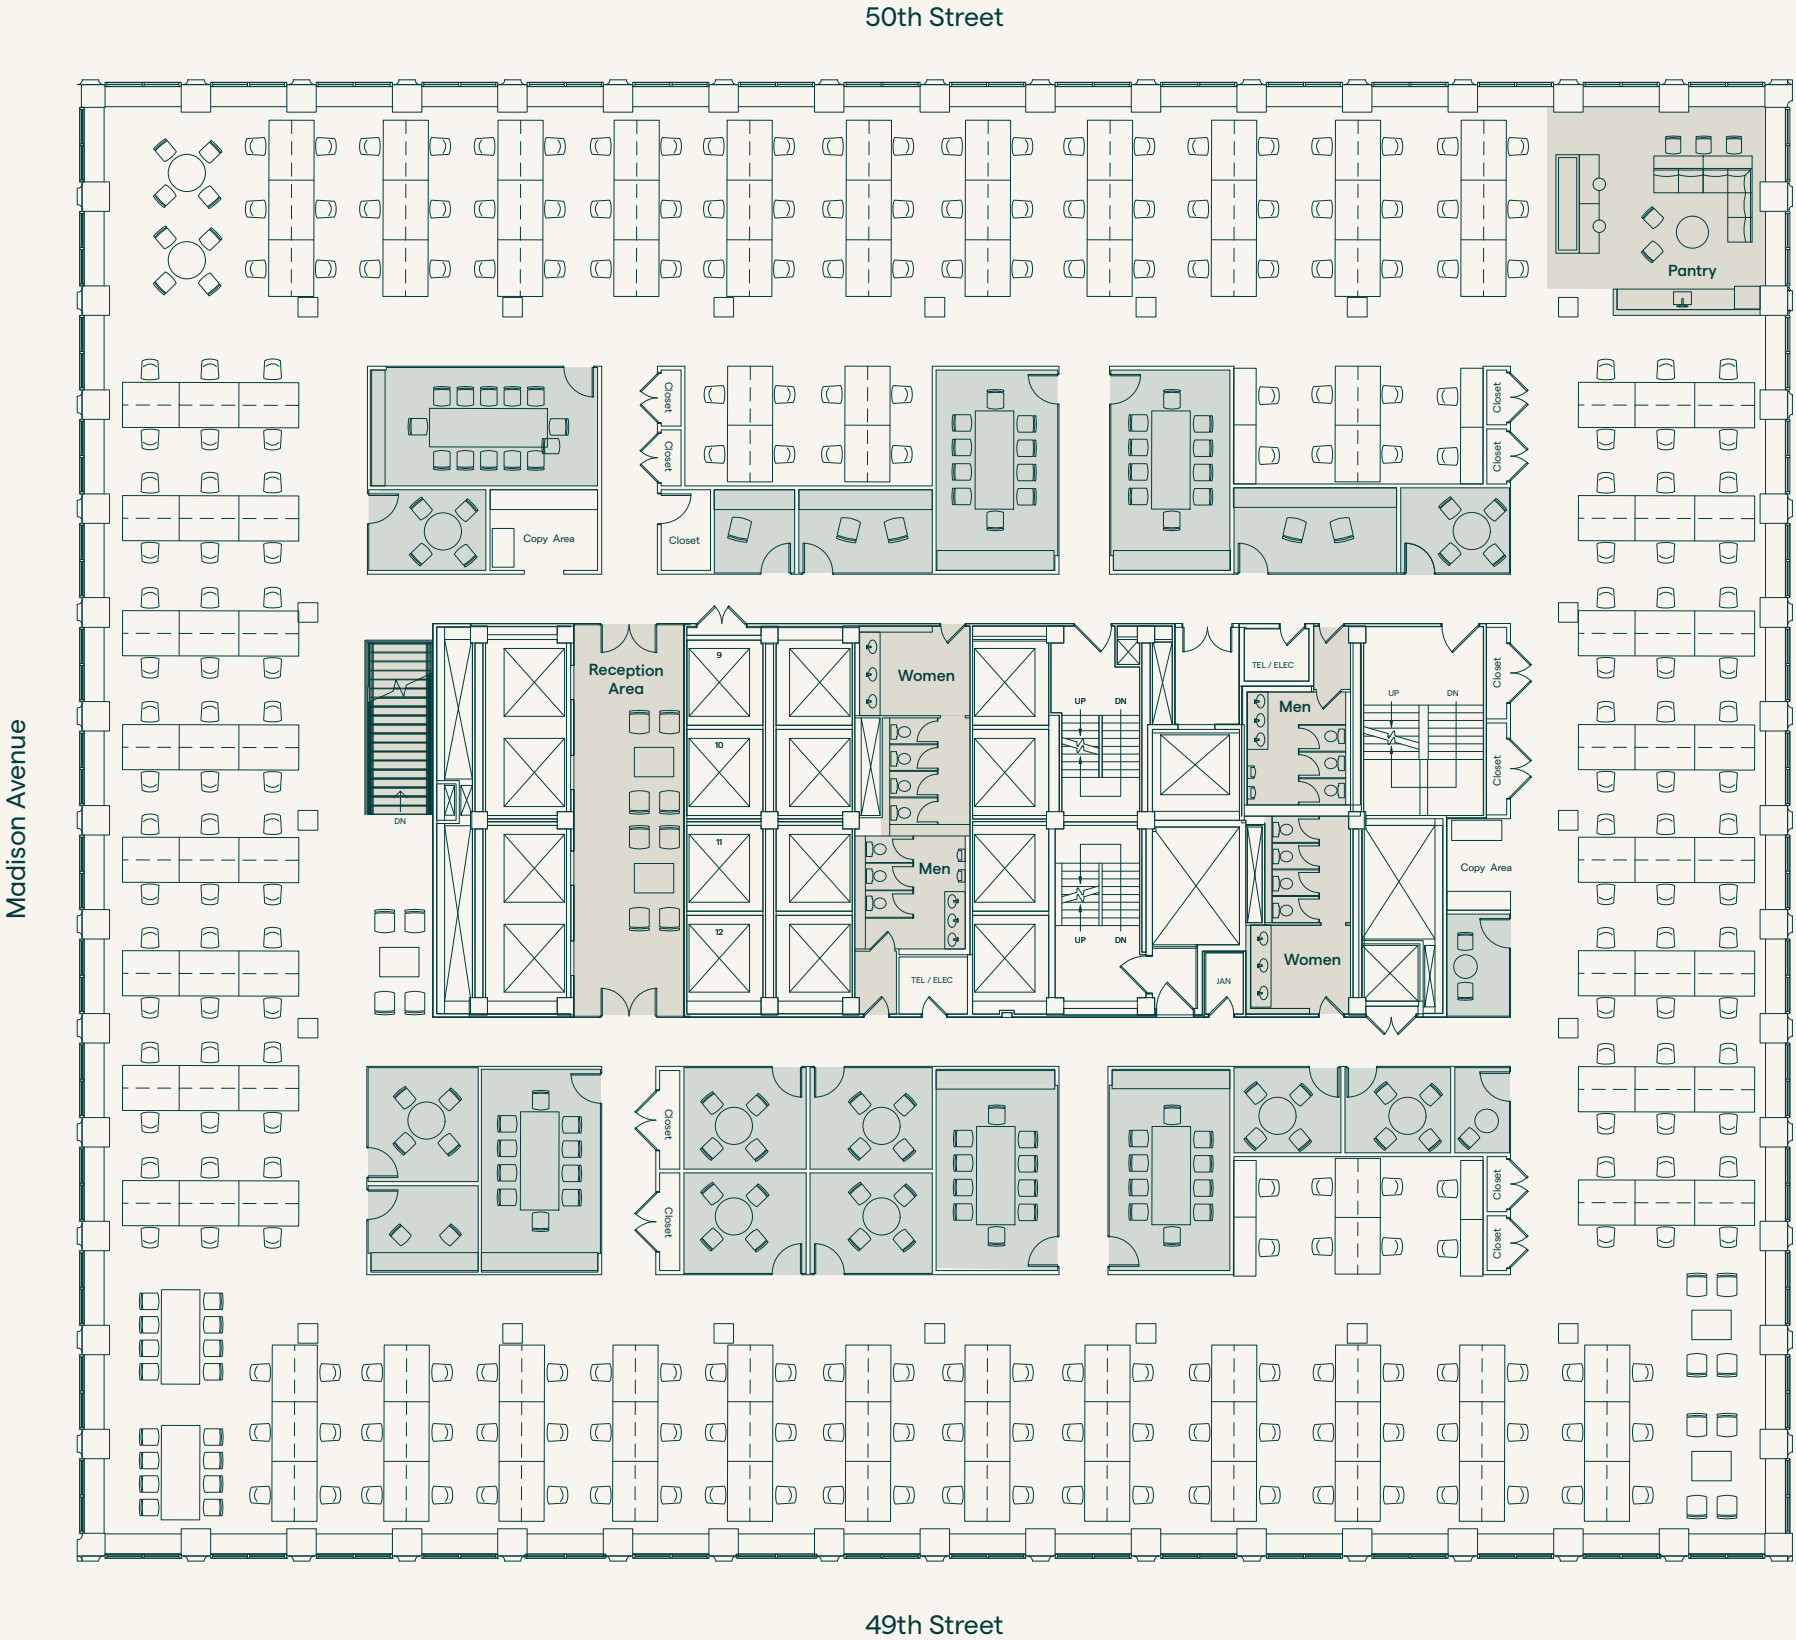 50th Street
Pantry
Closet
Closet
Closet
Closet
Copy Area
Closet
Reception
Area
9
Women
TEL / ELEC
Men
UP
DN
UP
DN
Closet
10
Closet
DN
11
Men
Copy Area
12
UP
DN
Women
TEL / ELEC
JAN
Madison Avenue
Closet
Closet
Closet
Closet
49th Street